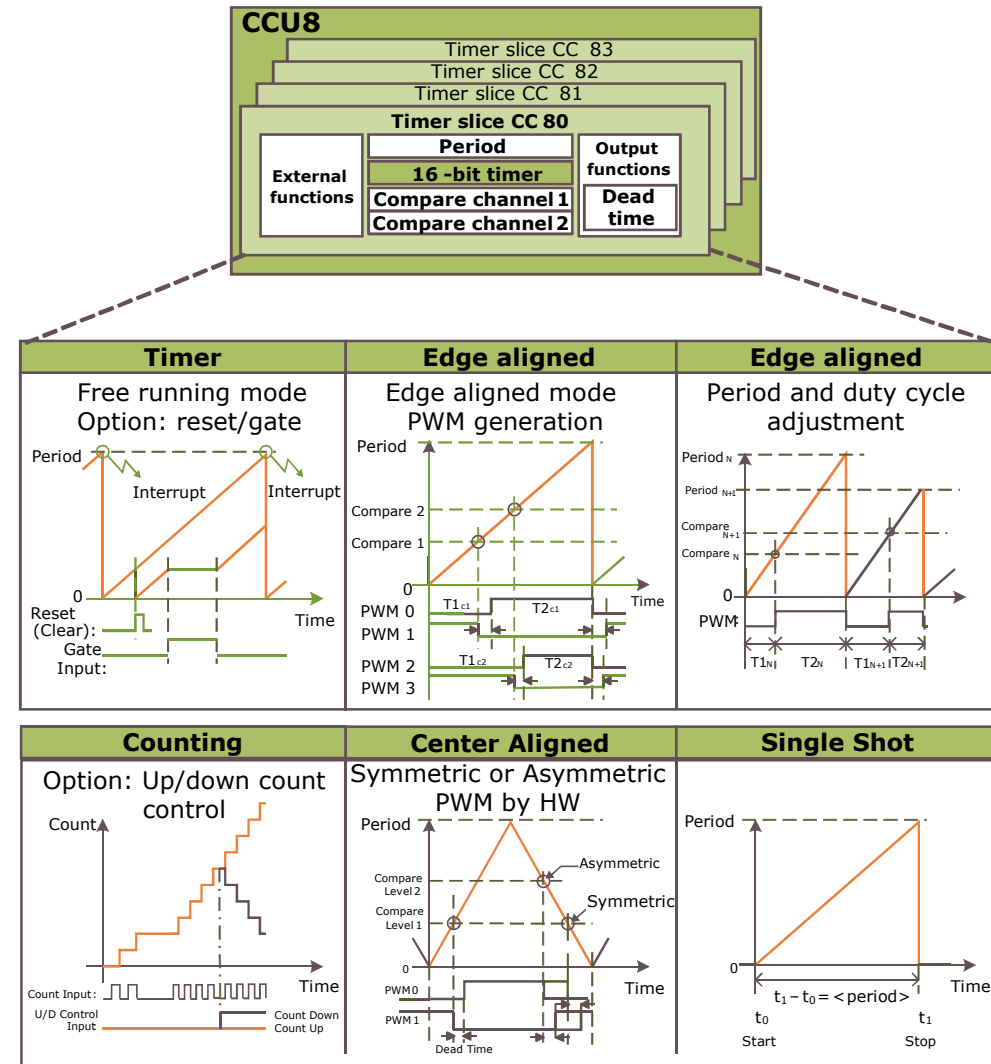 CCU8
Timer slice CC 83
Timer slice CC 82
Timer slice CC 81
Timer slice CC 80
External
functions
Period
16 -bit timer
Compare channel 1
Compare channel 2
Output
functions
Dead
time
Timer
Free running mode
Option: reset/gate
Period
Interrupt
Interrupt
0
Time
Reset
(Clear):
Gate
Input:
Edge aligned
Edge aligned mode
PWM generation
Period
Compare 2
Compare 1
0
Time
PWM 0
T1c1
T2c1
PWM 1
PWM 2
T1c2
T2c2
PWM 3
Edge aligned
Period and duty cycle
adjustment
Period N
Period N+1
Compare
N+1
Compare N
0
Time
PWM:
T1N
T2N
T1N+1
T2N+1
Counting
Option: Up/down count
control
Count
Time
Count Input:
U/D Control
Input:
Count Down
Count Up
Center Aligned
Symmetric or Asymmetric
PWM by HW
Period
Asymmetric
Compare
Level 2
Symmetric
Compare
Level 1
0
Time
PWM0
PWM 1
Dead Time
Single Shot
Period
0
Time
t1 – t0 = <period>
t0
t1
Start
Stop